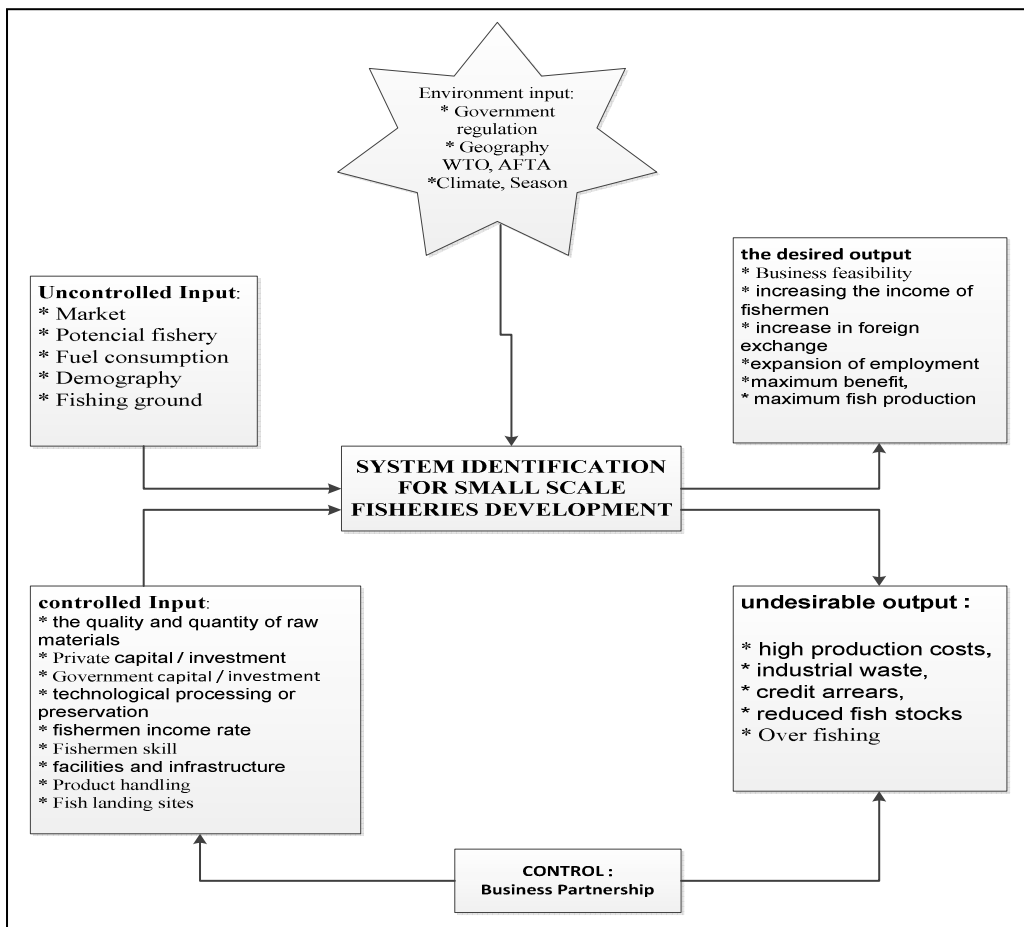 Environment input:
* Government
regulation
* Geography
WTO, AFTA
*Climate, Season
Uncontrolled Input:
* Market
* Potencial fishery
* Fuel consumption
* Demography
* Fishing ground
the desired output
* Business feasibility
* increasing the income of
fishermen
* increase in foreign
exchange
*expansion of employment
*maximum benefit,
* maximum fish production
SYSTEM IDENTIFICATION
FOR SMALL SCALE
FISHERIES DEVELOPMENT
controlled Input:
* the quality and quantity of raw
materials
* Private capital / investment
* Government capital / investment
* technological processing or
preservation
* fishermen income rate
* Fishermen skill
* facilities and infrastructure
* Product handling
* Fish landing sites
undesirable output :
* high production costs,
* industrial waste,
* credit arrears,
* reduced fish stocks
* Over fishing
CONTROL :
Business Partnership